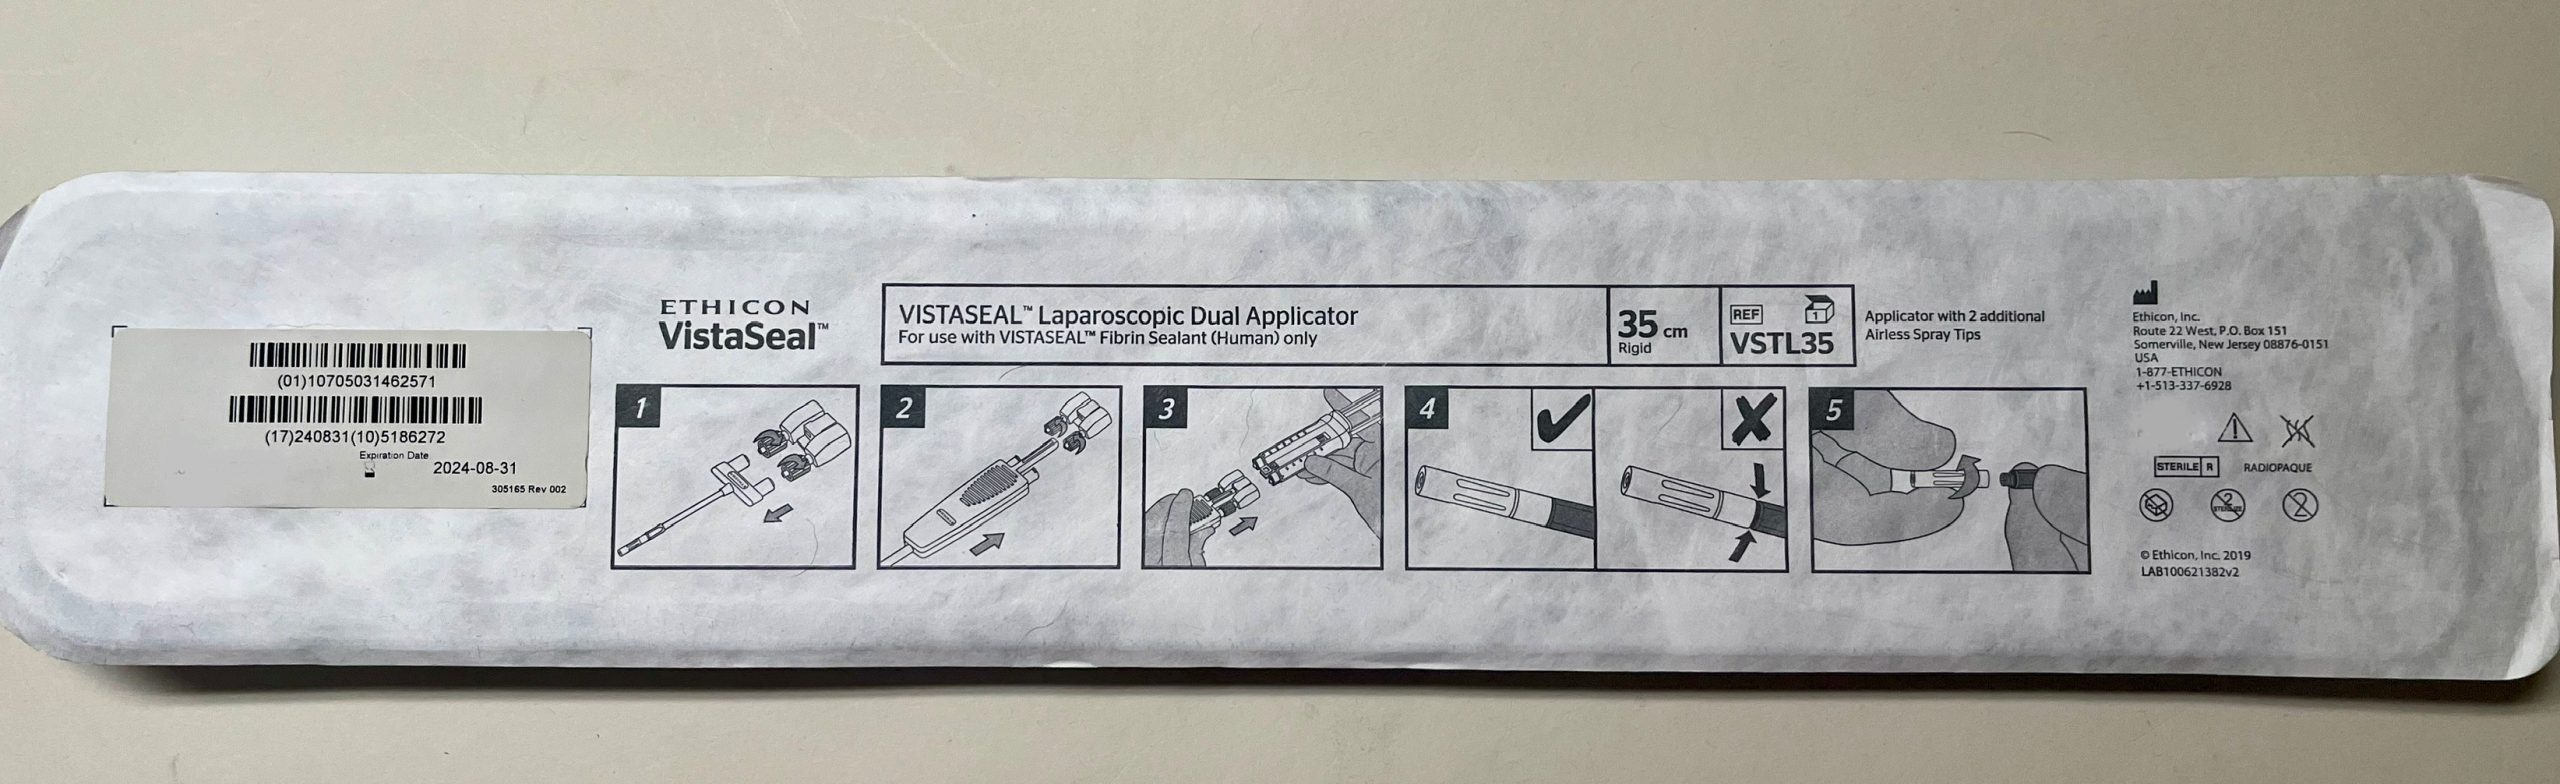 (01)10705031462571
(17)240831(10)5186272
Expiration Date
2024-08-31
305165 Rev 002
ETHICON
VistaSeal™
VISTASEAL™ Laparoscopic Dual Applicator
For use with VISTASEAL™ Fibrin Sealant (Human) only
35 cm
Rigid
REF
1
VSTL35
Applicator with 2 additional
Airless Spray Tips
1
2
3
4
5
Ethicon, Inc.
Route 22 West, P.O. Box 151
Somerville, New Jersey 08876-0151
USA
1-877-ETHICON
+1-513-337-6928
STERILE R
RADIOPAQUE
2
STERILIZE
2
© Ethicon, Inc. 2019
LAB100621382v2